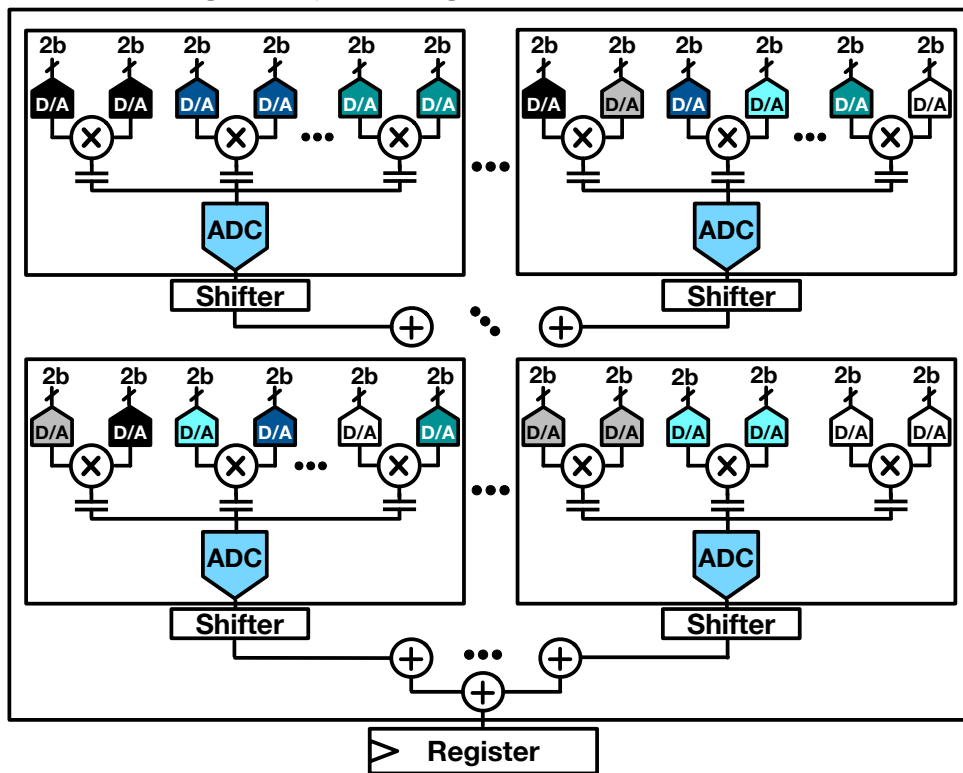 2b 2b 2b 2b 2b 2b 2b 2b 2b 2b 2b 2b
D/A D/A D/A D/A D/A D/A D/A D/A D/A D/A D/A D/A
ADC ADC
Shifter Shifter
2b 2b 2b 2b 2b 2b 2b 2b 2b 2b 2b 2b
D/A D/A D/A D/A D/A D/A D/A D/A D/A D/A D/A D/A
ADC ADC
Shifter Shifter
Register